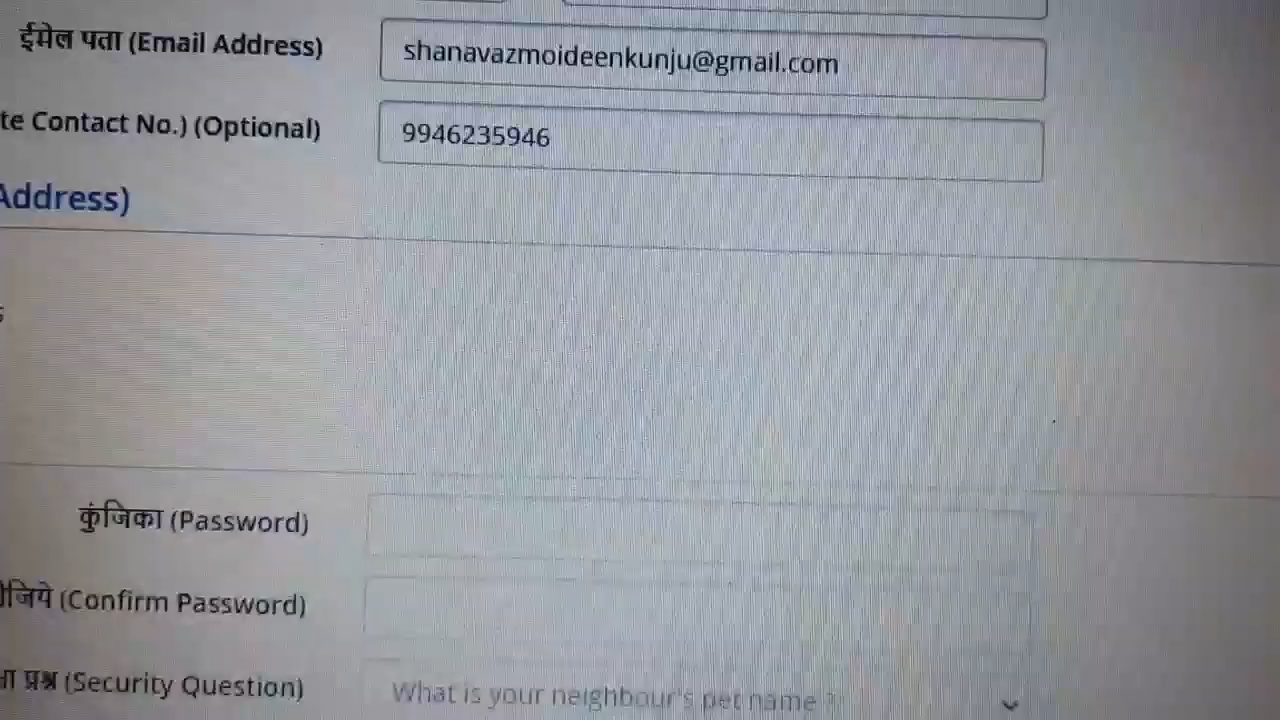 ईमेल पता (Email Address) shanavazmoideenkunju@gmail.com
te Contact No.) (Optional) 9946235946
Address)
कुंजिका (Password)
जिये (Confirm Password)
प्रश्न (Security Question) What is your neighbour's pet name ?